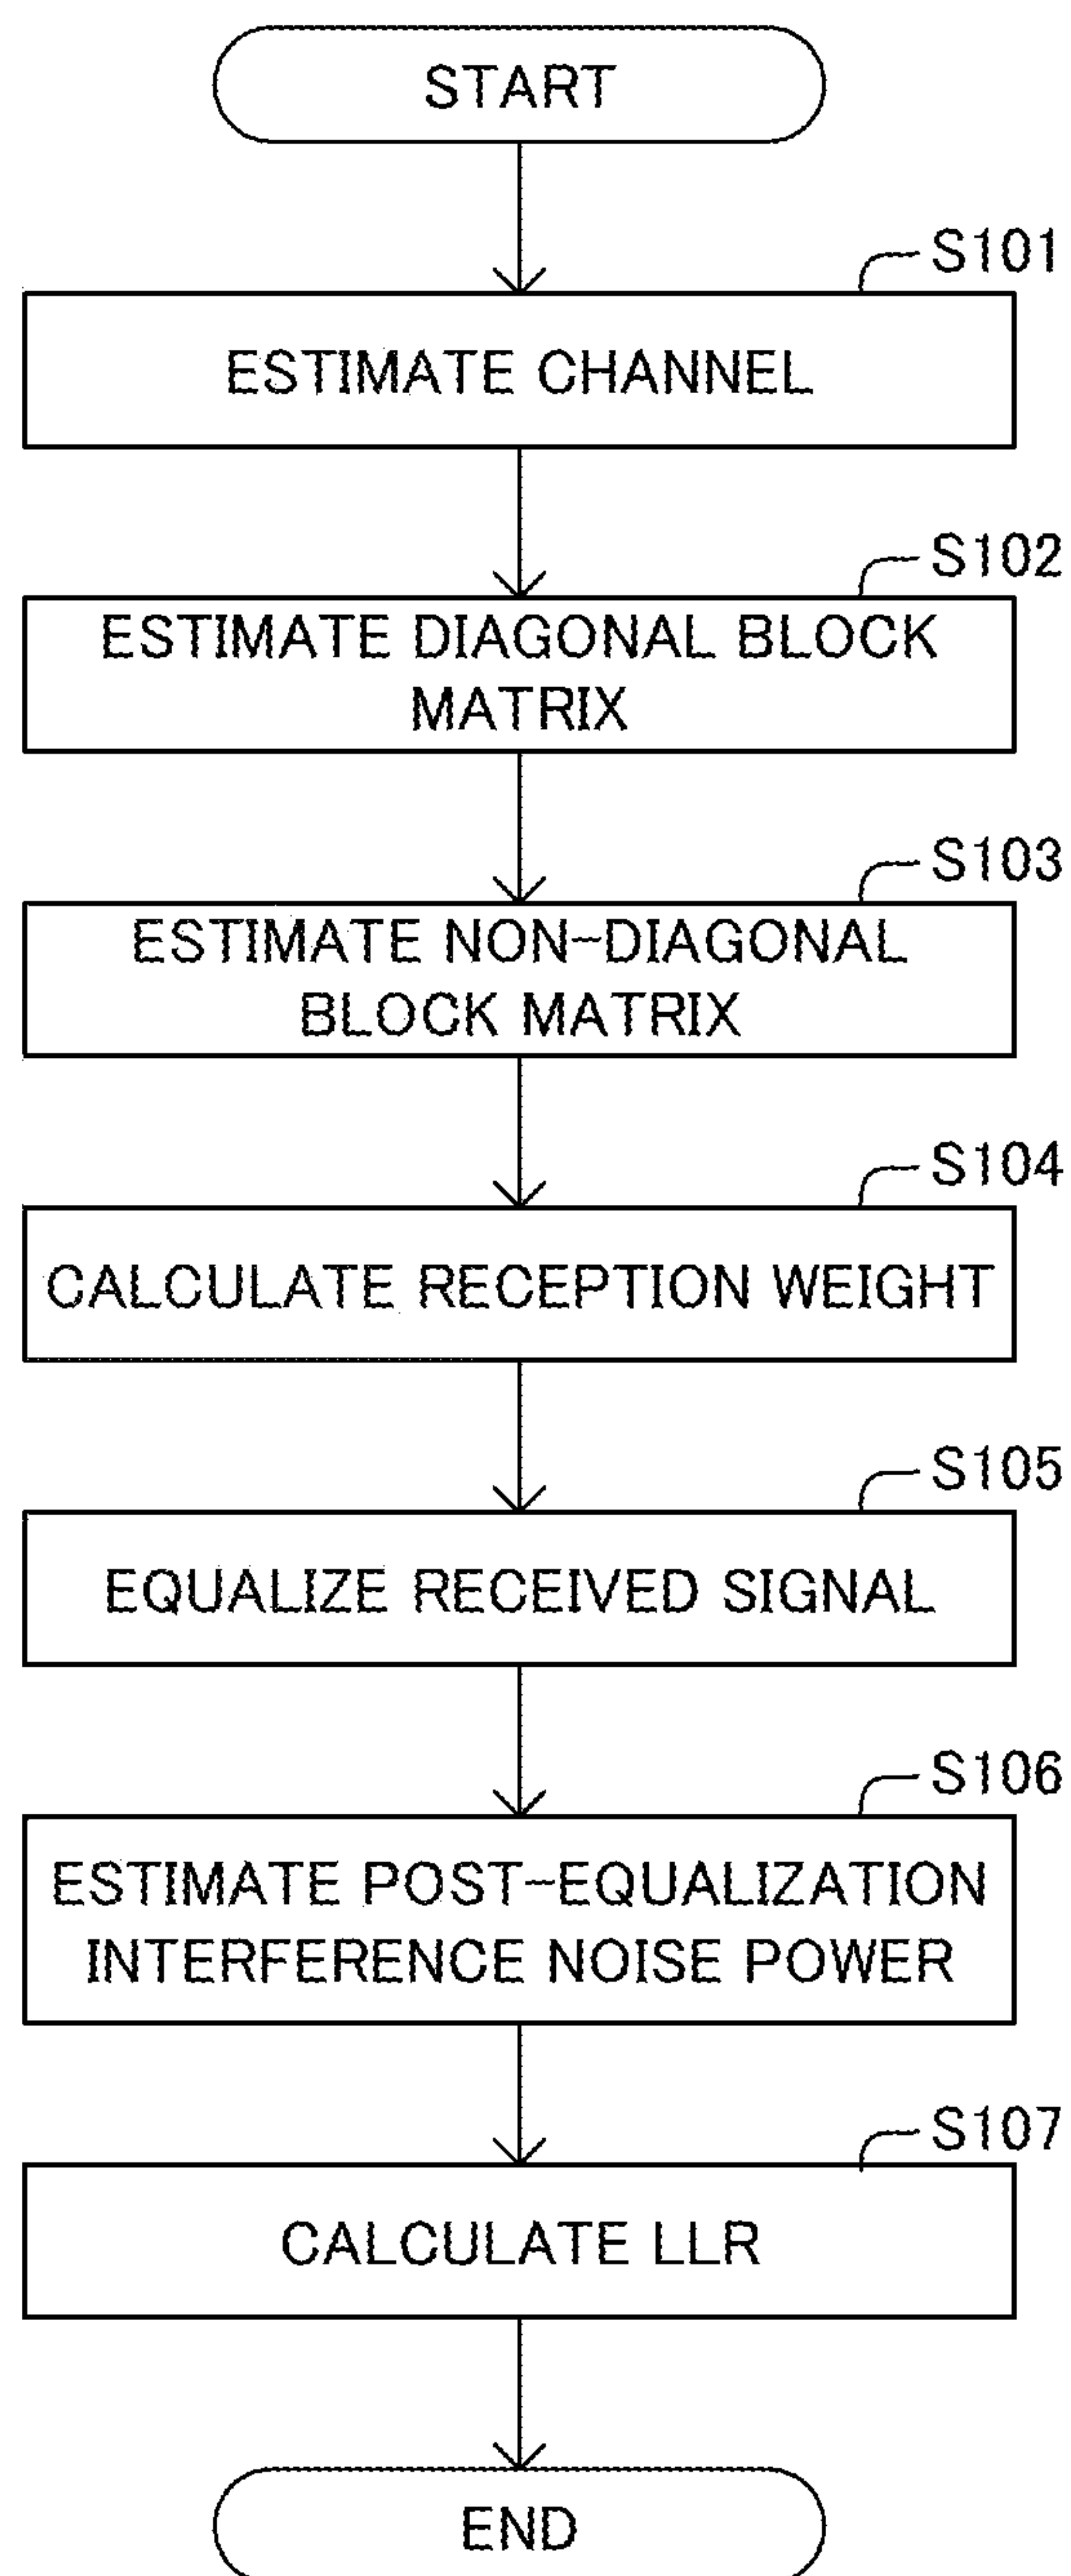 START
S101
ESTIMATE CHANNEL
S102
ESTIMATE DIAGONAL BLOCK
MATRIX
S103
ESTIMATE NON-DIAGONAL
BLOCK MATRIX
S104
CALCULATE RECEPTION WEIGHT
S105
EQUALIZE RECEIVED SIGNAL
S106
ESTIMATE POST-EQUALIZATION
INTERFERENCE NOISE POWER
S107
CALCULATE LLR
END